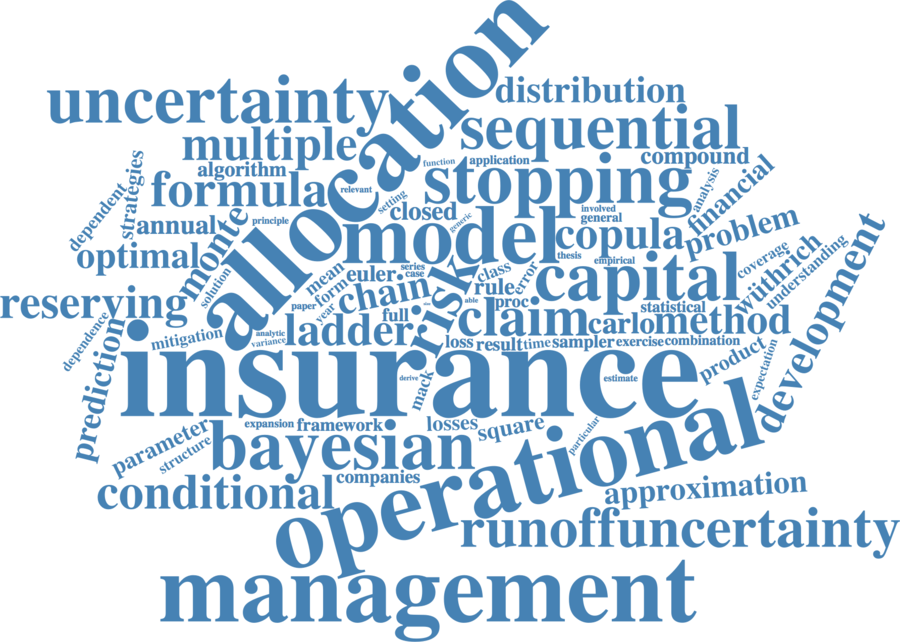 allocation
uncertainty
distribution
sequential
multiple
function
application
compound
algorithm
stopping
formula
relevant
analysis
financial
strategies
dependent
setting
closed
involved
general
annual
principle
generic
model
copula
problem
monte
optimal
thesis
empirical
coverage
understanding
wüthrich
development
solution
mean
euler
series
case
class
error
capital
risk
form
chain
rule
reserving
paper
year
full
able
proc
statistical
claim
carlo
method
dependence
prediction
mitigation
analytic
variance
ladder
loss
result
time
sampler
exercise
combination
product
expectation
insurance
derive
mack
estimate
expansion
framework
losses
square
particular
operational
parameter
structure
bayesian
companies
conditional
approximation
runoff
uncertainty
management